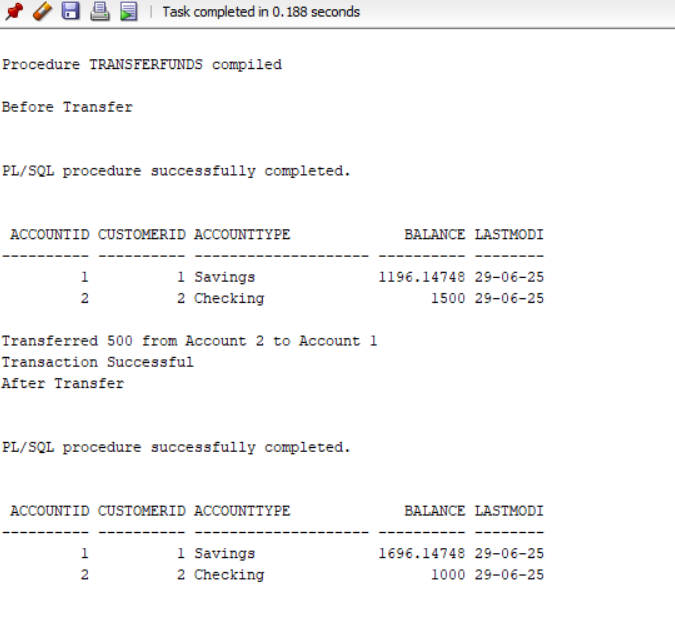 Task completed in 0.188 seconds
Procedure TRANSFERFUNDS compiled
Before Transfer
PL/SQL procedure successfully completed.
ACCOUNTID CUSTOMERID ACCOUNTTYPE BALANCE LASTMODI
---------- ---------- -------------------- ---------- --------
1 1 Savings 1196.14748 29-06-25
2 2 Checking 1500 29-06-25
Transferred 500 from Account 2 to Account 1
Transaction Successful
After Transfer
PL/SQL procedure successfully completed.
ACCOUNTID CUSTOMERID ACCOUNTTYPE BALANCE LASTMODI
---------- ---------- -------------------- ---------- --------
1 1 Savings 1696.14748 29-06-25
2 2 Checking 1000 29-06-25